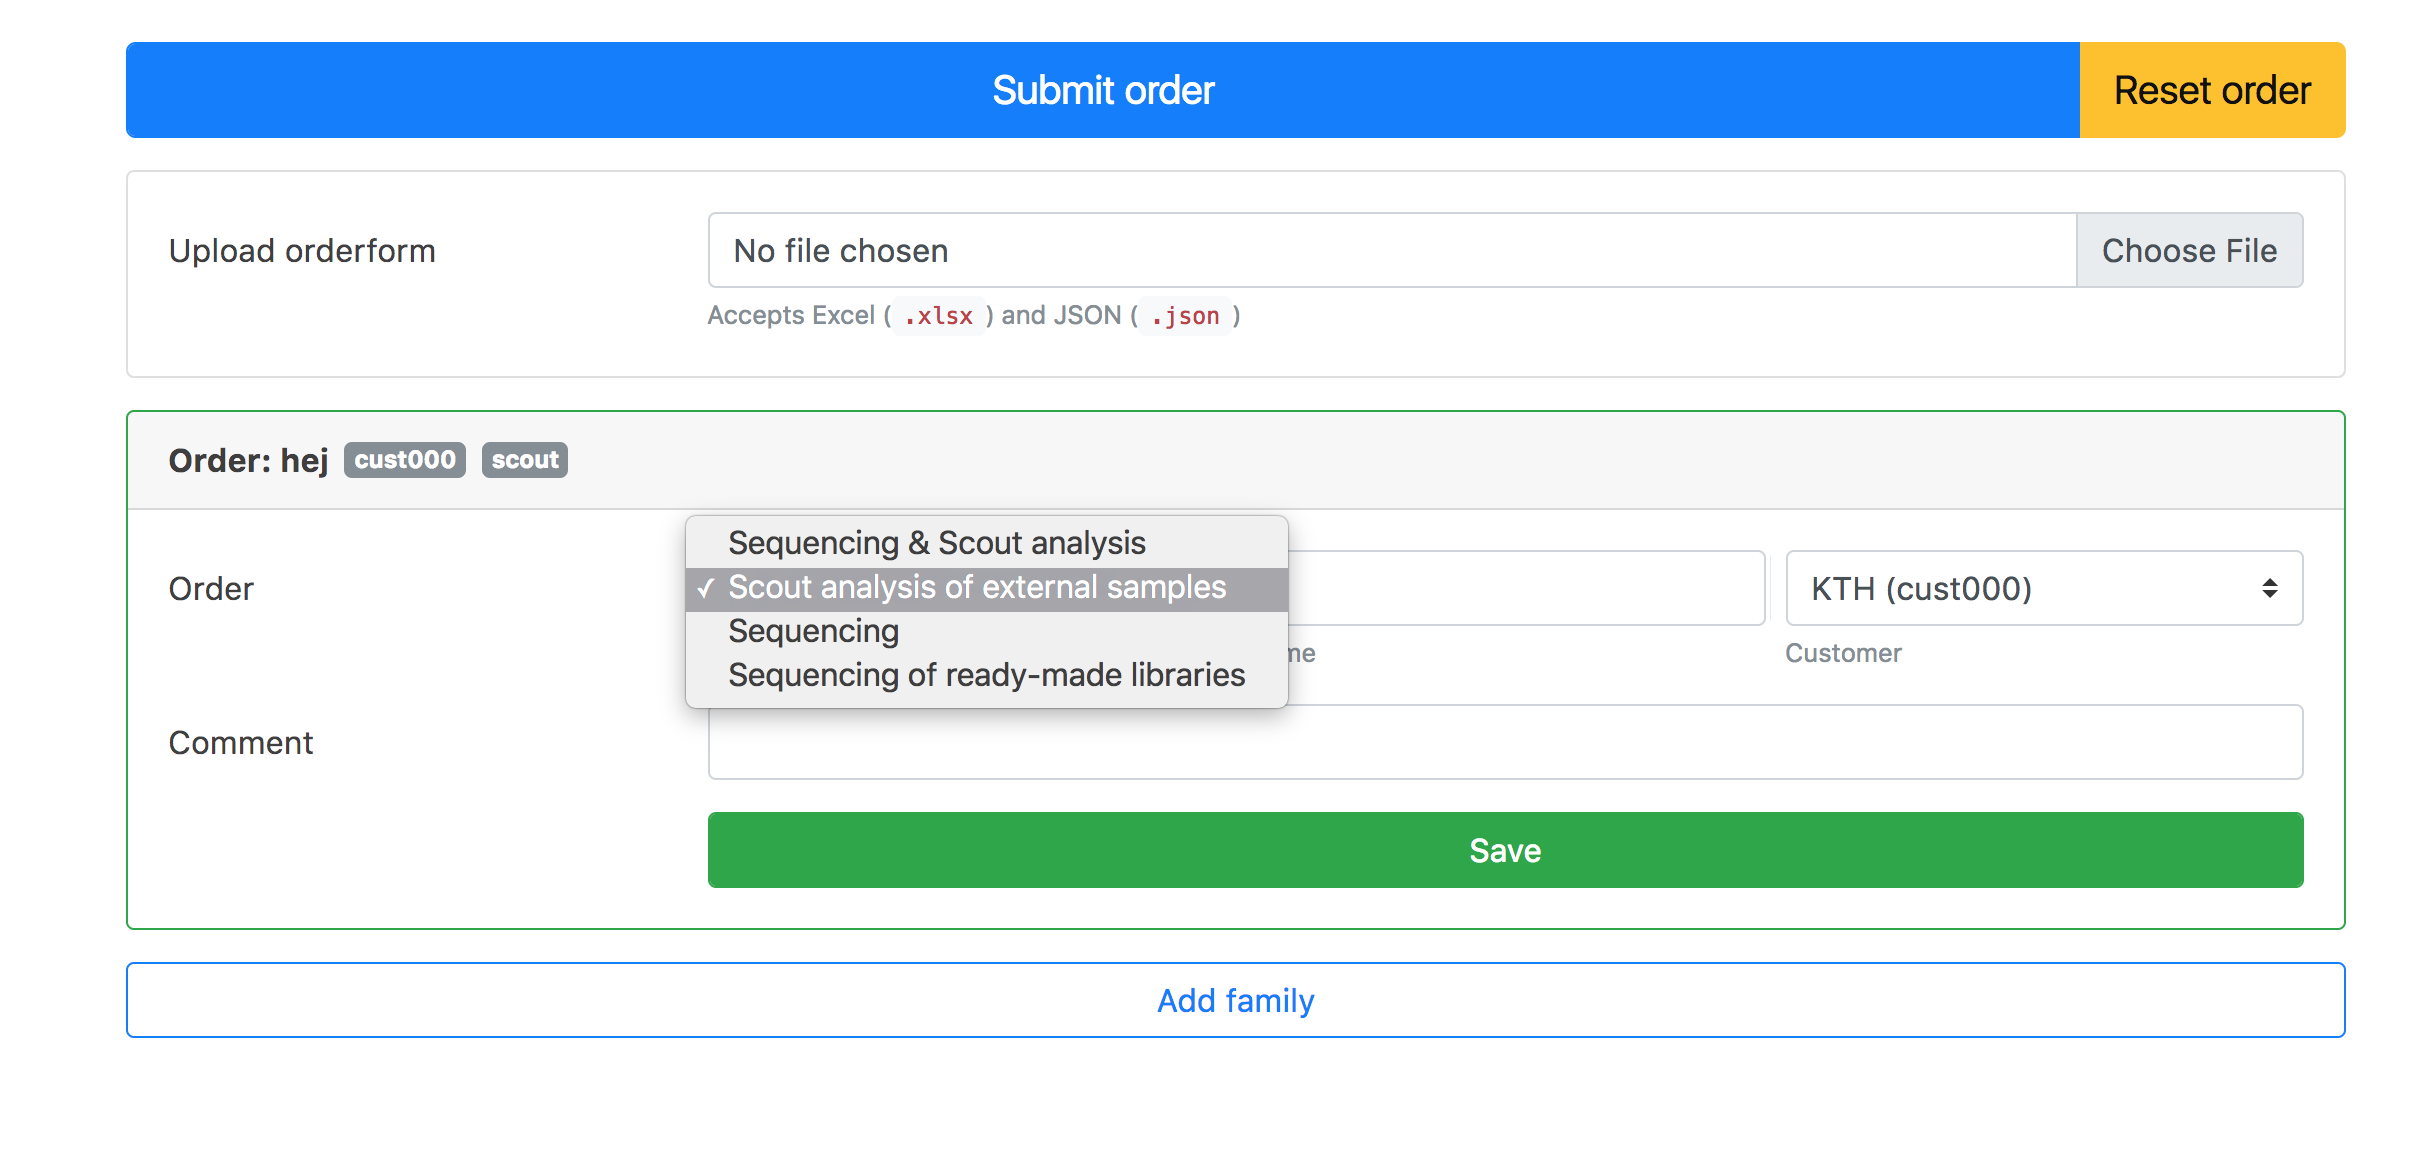 Submit order Reset order
Upload orderform No file chosen Choose File
Accepts Excel ( .xlsx ) and JSON ( .json )
Order: hej cust000 scout
Sequencing & Scout analysis
Order ✓ Scout analysis of external samples KTH (cust000)
Sequencing
Customer
Sequencing of ready-made libraries
Comment
Save
Add family